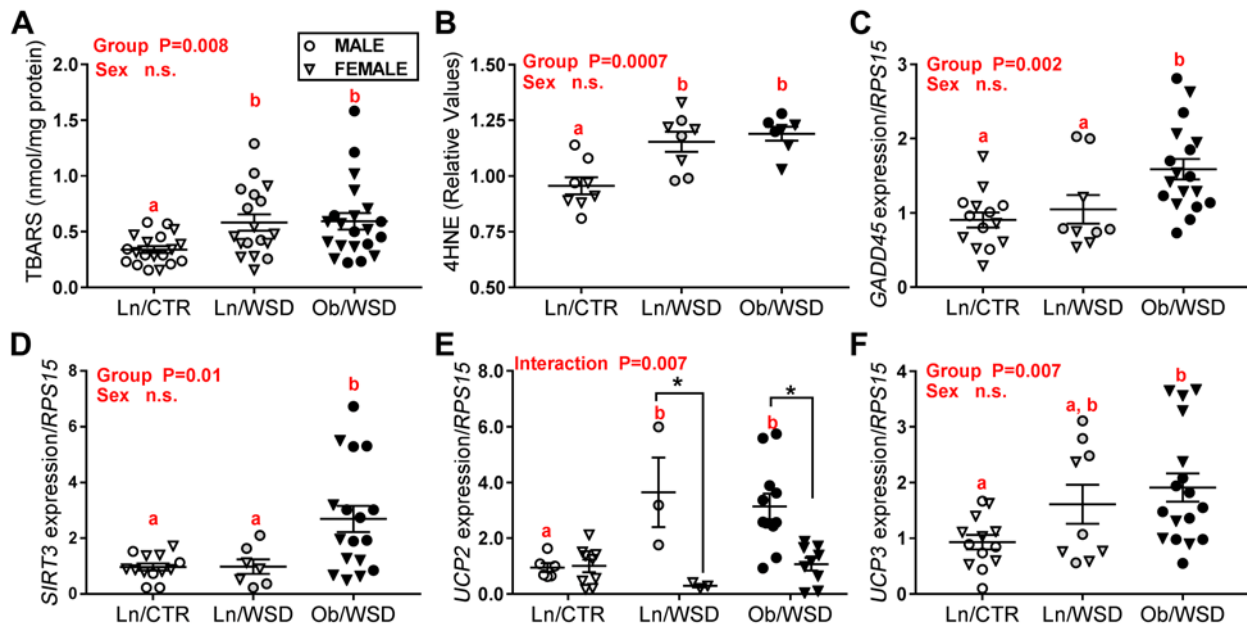 A
Group P=0.008
Sex n.s.
MALE
FEMALE
TBARS (nmol/mg protein)
2.0
1.5
1.0
0.5
0.0
a
b
b
Ln/CTR
Ln/WSD
Ob/WSD
B
Group P=0.0007
Sex n.s.
4HNE (Relative Values)
1.50
1.25
1.00
0.75
0.50
a
b
b
Ln/CTR
Ln/WSD
Ob/WSD
C
Group P=0.002
Sex n.s.
GADD45 expression/RPS15
3
2
1
0
a
a
b
Ln/CTR
Ln/WSD
Ob/WSD
D
Group P=0.01
Sex n.s.
SIRT3 expression/RPS15
8
6
4
2
0
a
a
b
Ln/CTR
Ln/WSD
Ob/WSD
E
Interaction P=0.007
UCP2 expression/RPS15
8.0
6.0
4.0
2.0
0.0
a
b
*
b
*
Ln/CTR
Ln/WSD
Ob/WSD
F
Group P=0.007
Sex n.s.
UCP3 expression/RPS15
4
3
2
1
0
a
a, b
b
Ln/CTR
Ln/WSD
Ob/WSD